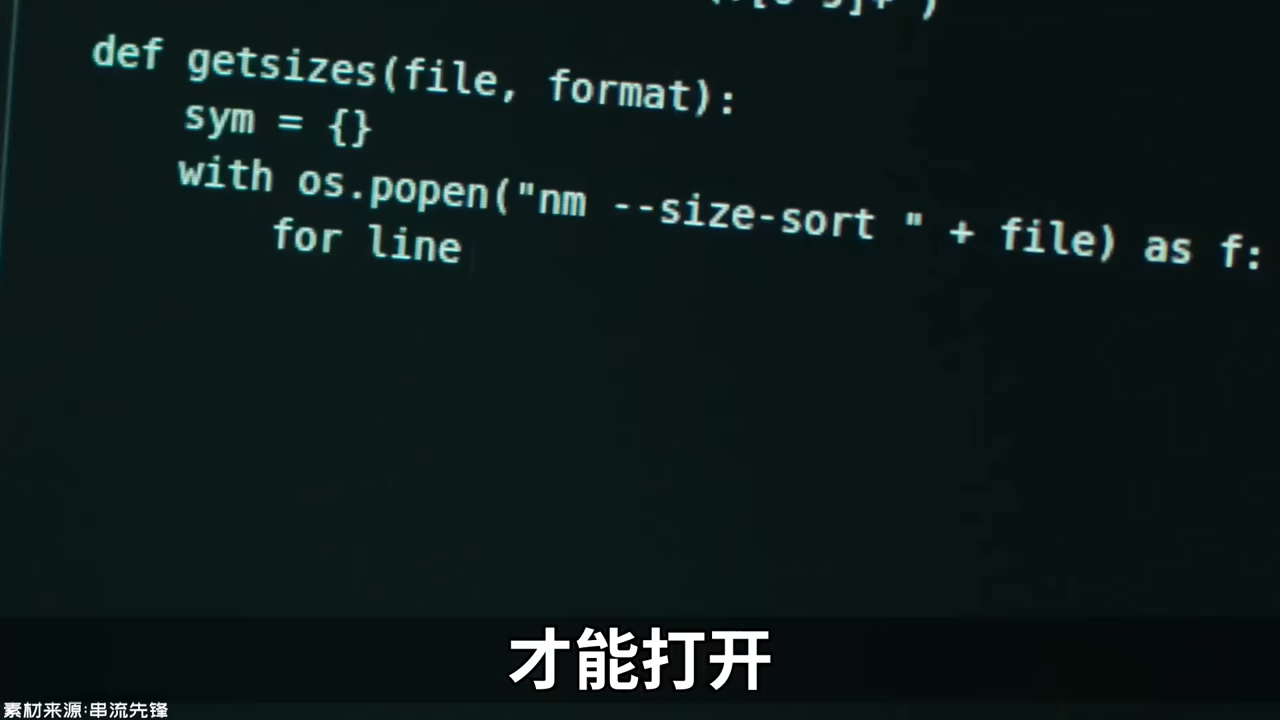 def getsizes(file, format):
sym = {}
with os.popen("nm --size-sort " + file) as f:
for line
才能打开
素材来源:串流先锋